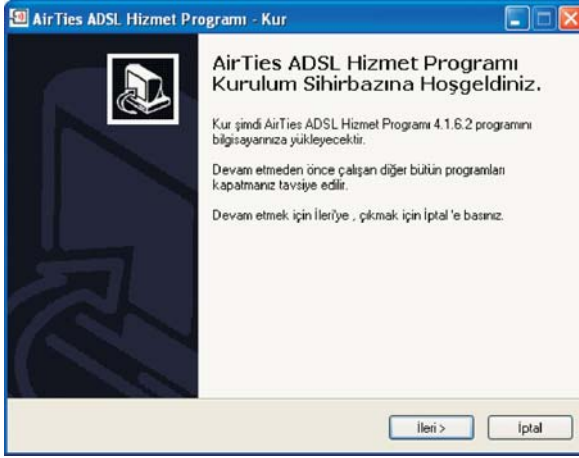 AirTies ADSL Hizmet Programı - Kur
AirTies ADSL Hizmet Programı
Kurulum Sihirbazına Hoşgeldiniz.
Kur şimdi AirTies ADSL Hizmet Programı 4.1.6.2 programını
bilgisayarınıza yükleyecektir.
Devam etmeden önce çalışan diğer bütün programları
kapatmanız tavsiye edilir.
Devam etmek için İleri'ye , çıkmak için İptal 'e basınız.
İleri >
İptal